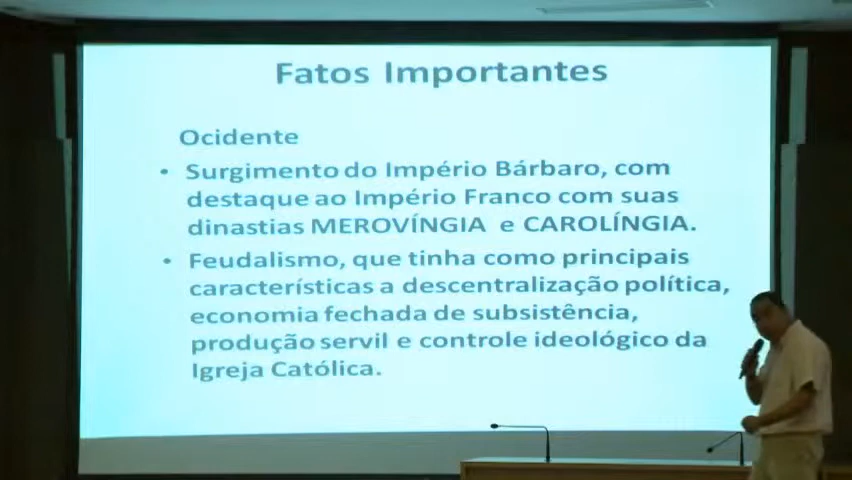 Fatos Importantes
Ocidente
• Surgimento do Império Bárbaro, com
destaque ao Império Franco com suas
dinastias MEROVÍNGIA e CAROLÍNGIA.
• Feudalismo, que tinha como principais
características a descentralização política,
economia fechada de subsistência,
produção servil e controle ideológico da
Igreja Católica.